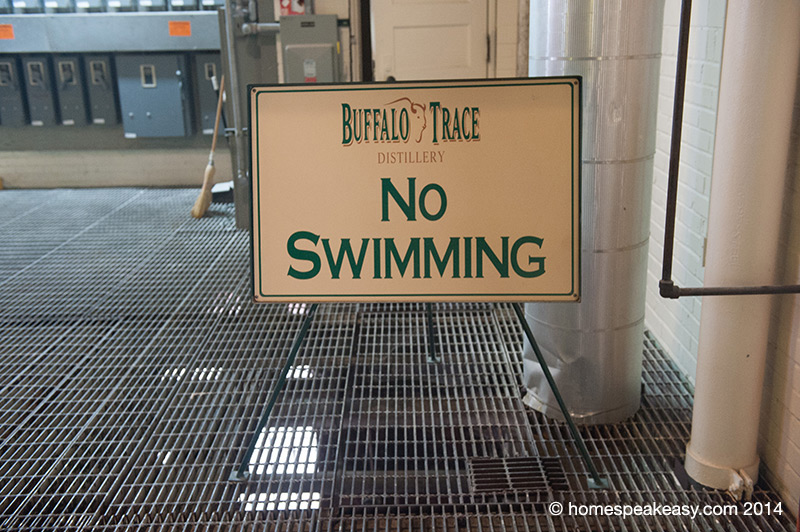 BUFFALO TRACE
DISTILLERY
NO
SWIMMING
© homespeakeasy.com 2014